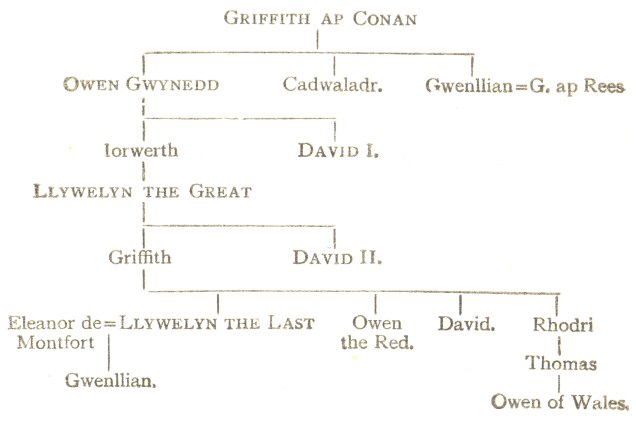 GRIFFITH AP CONAN
OWEN GWYNEDD Cadwaladr. Gwenllian=G. ap Rees
Iorwerth DAVID I.
LLYWELYN THE GREAT
Griffith DAVID II.
Eleanor de=LLYWELYN THE LAST Owen David. Rhodri
Montfort the Red.
Thomas
Gwenllian.
Owen of Wales.